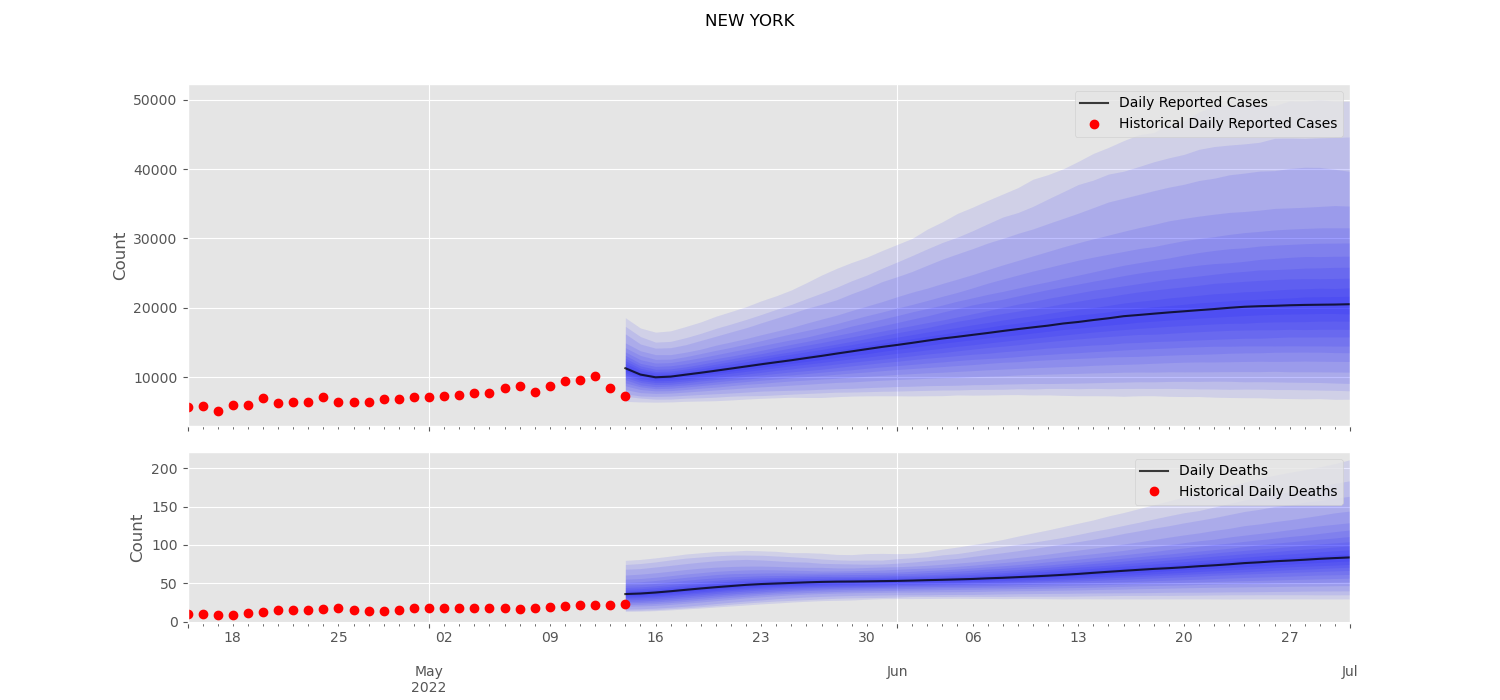 NEW YORK
50000
40000
30000
20000
10000
Count
Daily Reported Cases
Historical Daily Reported Cases
200
150
100
50
0
Count
Daily Deaths
Historical Daily Deaths
18 25 02 09 16 23 30 06 13 20 27
May Jun Jul
2022